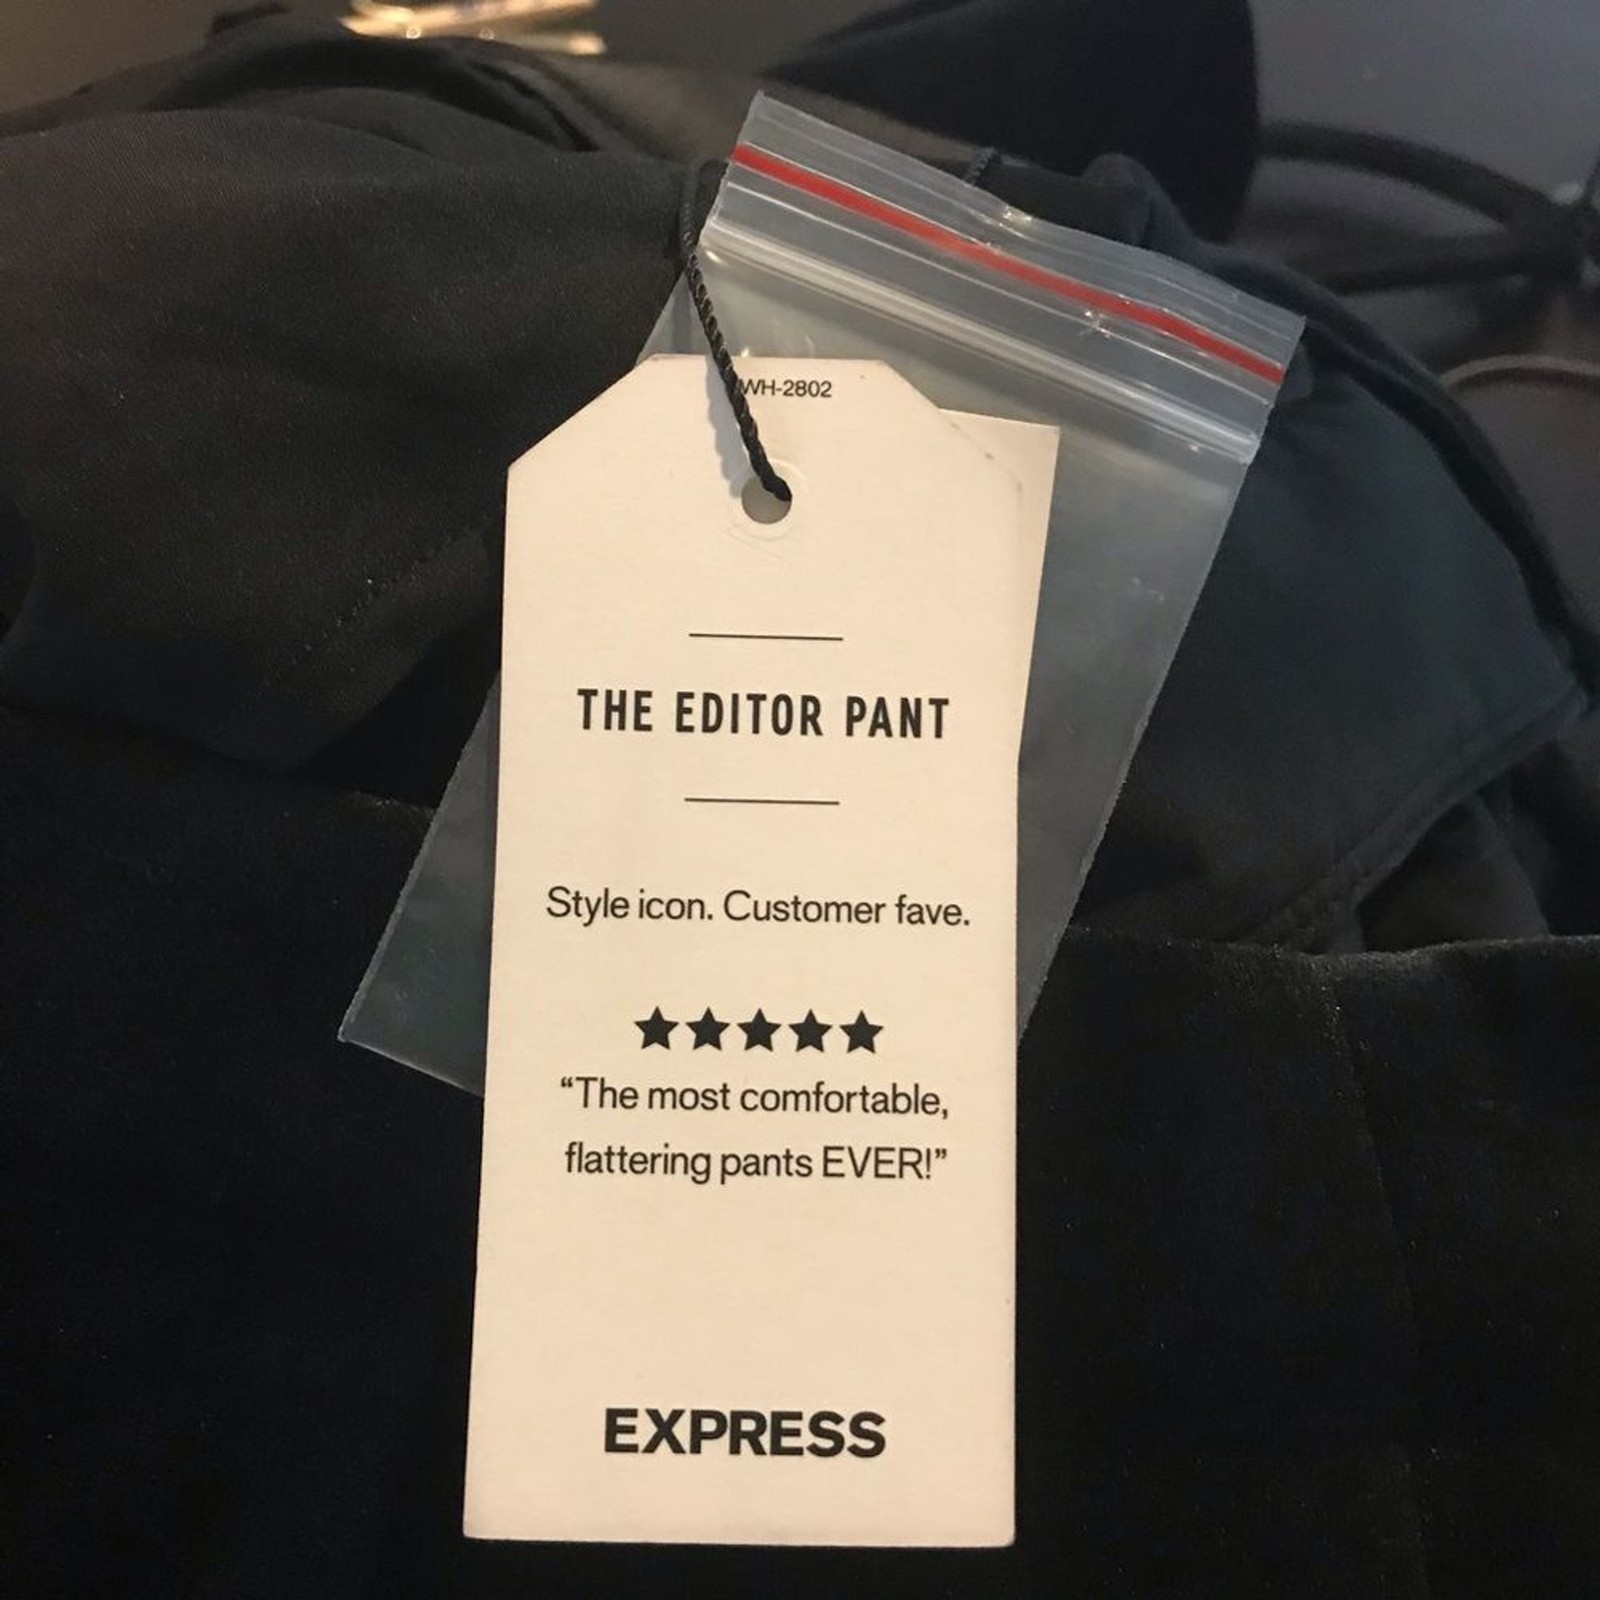 WH-2802
THE EDITOR PANT
Style icon. Customer fave.
★★★★★
“The most comfortable,
flattering pants EVER!”
EXPRESS